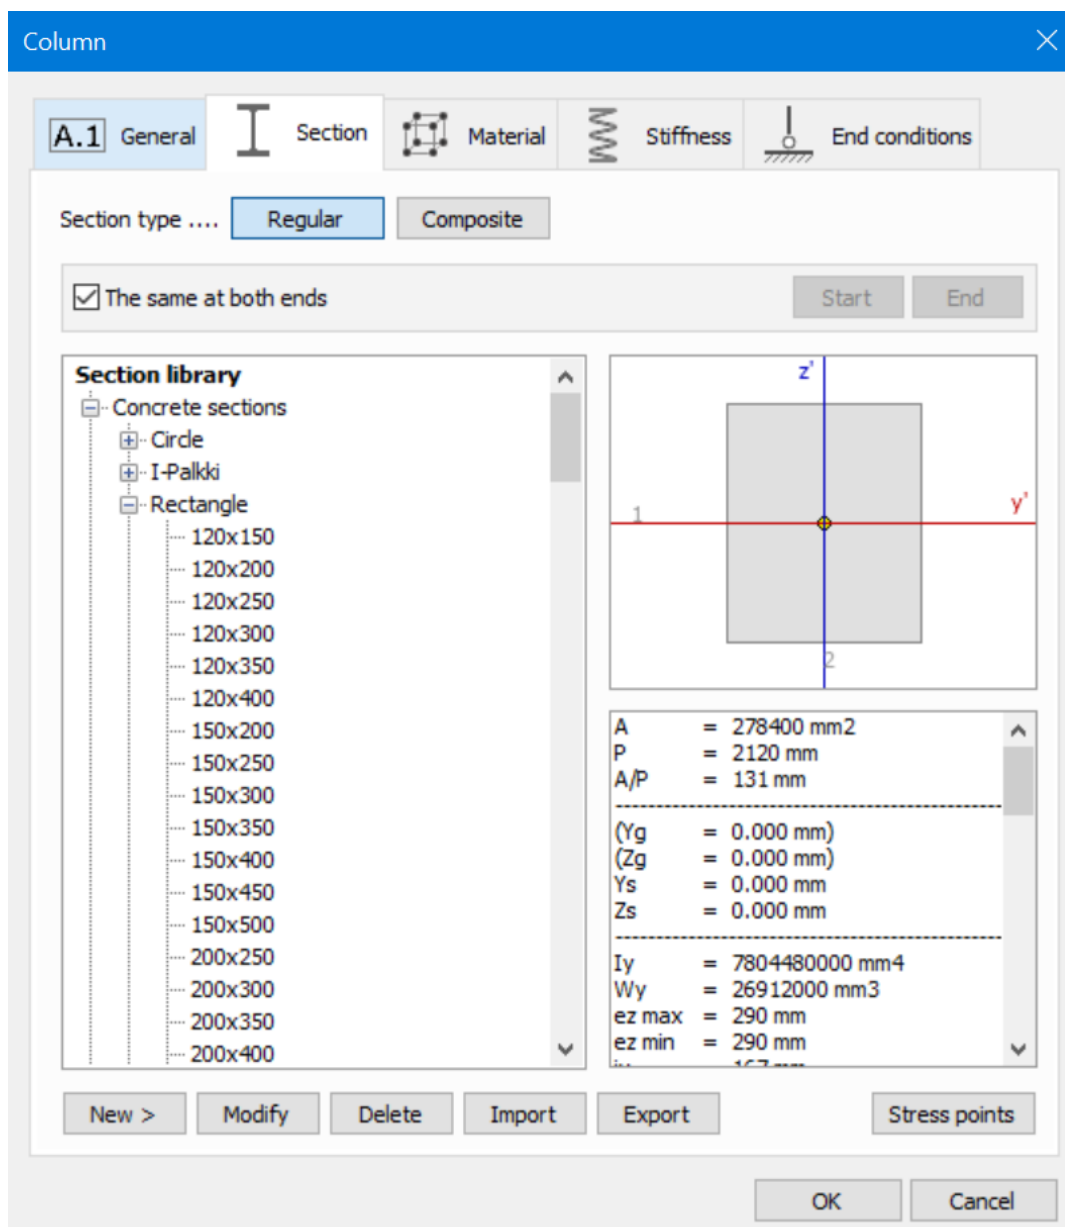 Column
A.1 General Section Material Stiffness End conditions
Section type .... Regular Composite
The same at both ends Start End
Section library
Concrete sections
Circle
I-Palkki
Rectangle
120x150
120x200
120x250
120x300
120x350
120x400
150x200
150x250
150x300
150x350
150x400
150x450
150x500
200x250
200x300
200x350
200x400
z'
y'
1
2
A = 278400 mm2
P = 2120 mm
A/P = 131 mm
(Yg = 0.000 mm)
(Zg = 0.000 mm)
Ys = 0.000 mm
Zs = 0.000 mm
Iy = 7804480000 mm4
Wy = 26912000 mm3
ez max = 290 mm
ez min = 290 mm
New > Modify Delete Import Export Stress points
OK Cancel